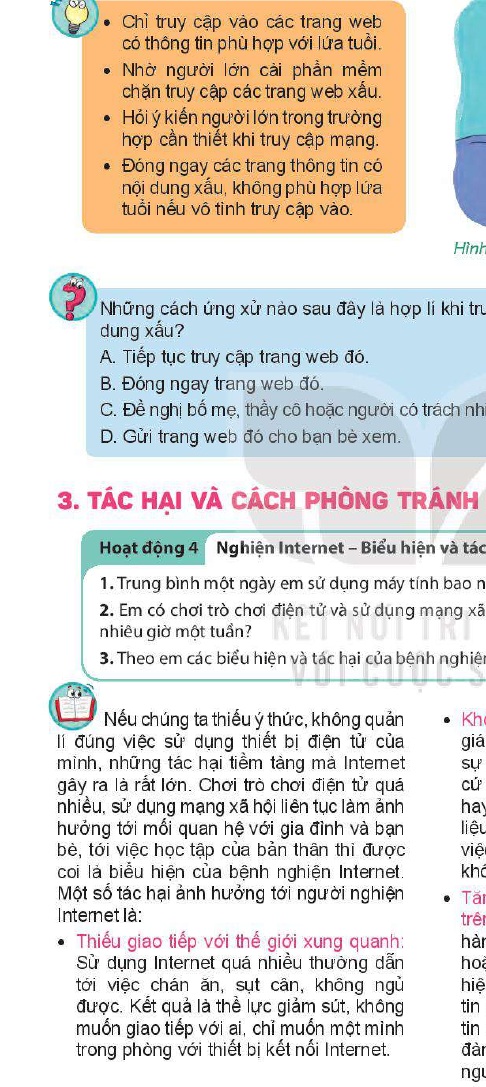 • Chỉ truy cập vào các trang web
có thông tin phù hợp với lứa tuổi.
• Nhờ người lớn cài phần mềm
chặn truy cập các trang web xấu.
• Hỏi ý kiến người lớn trong trường
hợp cần thiết khi truy cập mạng.
• Đóng ngay các trang thông tin có
nội dung xấu, không phù hợp lứa
tuổi nếu vô tình truy cập vào.
Hình
Những cách ứng xử nào sau đây là hợp lí khi
dung xấu?
A. Tiếp tục truy cập trang web đó.
B. Đóng ngay trang web đó.
C. Đề nghị bố mẹ, thầy cô hoặc người có trách
D. Gửi trang web đó cho bạn bè xem.
3. TÁC HẠI VÀ CÁCH PHÒNG TRÁNH
Hoạt động 4 Nghiện Internet – Biểu hiện và tác
1. Trung bình một ngày em sử dụng máy tính bao
2. Em có chơi trò chơi điện tử và sử dụng mạng xã
nhiêu giờ một tuần?
3. Theo em các biểu hiện và tác hại của bệnh nghiện
KẾT NỐI TRI
VỚI CUỘC S
Nếu chúng ta thiếu ý thức, không quản
lí đúng việc sử dụng thiết bị điện tử của
mình, những tác hại tiềm tàng mà Internet
gây ra là rất lớn. Chơi trò chơi điện tử quá
nhiều, sử dụng mạng xã hội liên tục làm ảnh
hưởng tới mối quan hệ với gia đình và bạn
bè, tới việc học tập của bản thân thì được
coi là biểu hiện của bệnh nghiện Internet.
Một số tác hại ảnh hưởng tới người nghiện
Internet là:
• Thiếu giao tiếp với thế giới xung quanh:
Sử dụng Internet quá nhiều thường dẫn
tới việc chán ăn, sụt cân, không ngủ
được. Kết quả là thể lực giảm sút, không
muốn giao tiếp với ai, chỉ muốn một mình
trong phòng với thiết bị kết nối Internet.
giá
sự
cứ
hay
liệu
việc
khó
trên
tin
tin